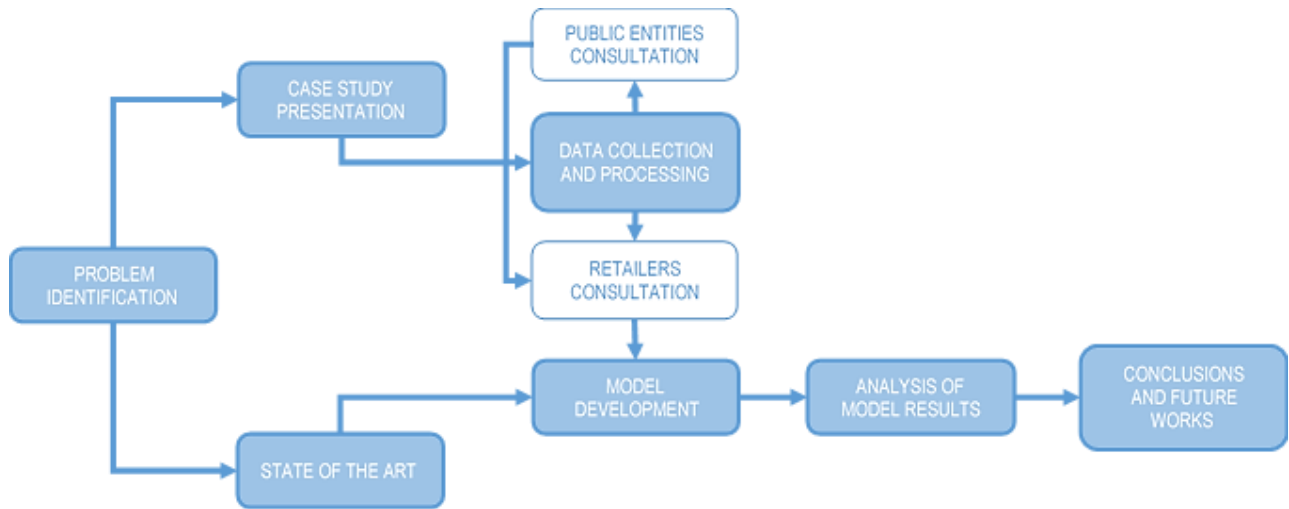 PUBLIC ENTITIES
CONSULTATION
CASE STUDY
PRESENTATION
DATA COLLECTION
AND PROCESSING
PROBLEM
IDENTIFICATION
RETAILERS
CONSULTATION
MODEL
DEVELOPMENT
ANALYSIS OF
MODEL RESULTS
CONCLUSIONS
AND FUTURE
WORKS
STATE OF THE ART